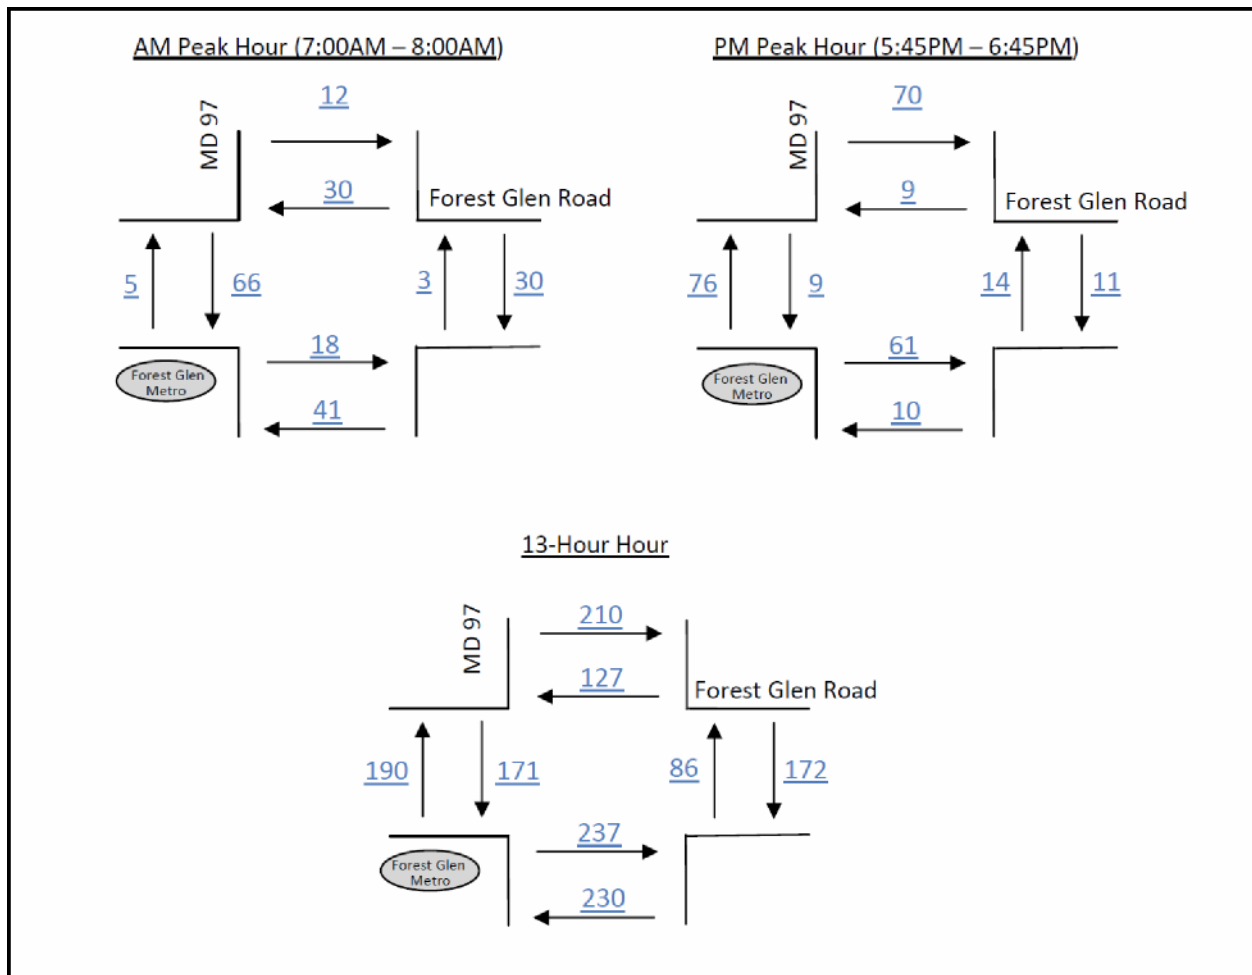 AM Peak Hour (7:00AM – 8:00AM)
12
MD 97
30
Forest Glen Road
5
66
3
30
18
Forest Glen
Metro
41
PM Peak Hour (5:45PM – 6:45PM)
70
MD 97
9
Forest Glen Road
76
9
14
11
61
Forest Glen
Metro
10
13-Hour Hour
210
MD 97
127
Forest Glen Road
190
171
86
172
237
Forest Glen
Metro
230